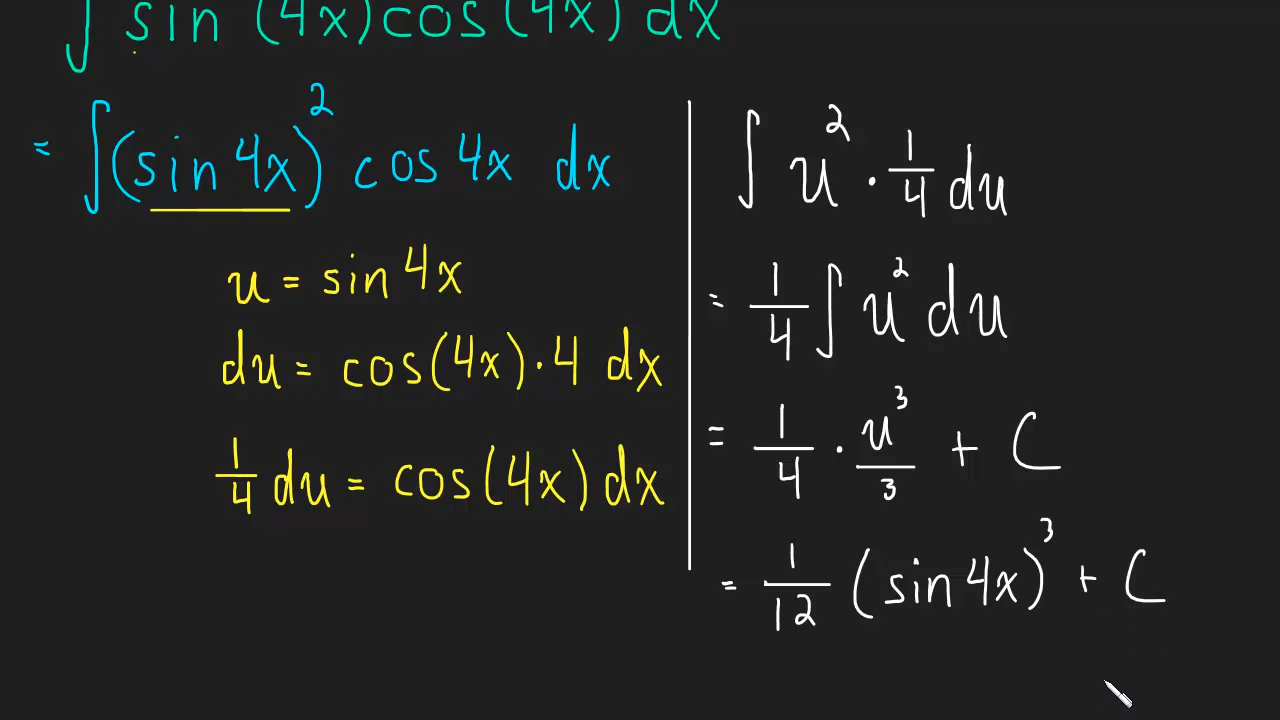 ∫ sin (4x) cos (4x) dx
= ∫ (sin 4x)² cos 4x dx
u = sin 4x
du = cos(4x) · 4 dx
1/4 du = cos(4x) dx
∫ u² · 1/4 du
= 1/4 ∫ u² du
= 1/4 · u³/3 + C
= 1/12 (sin 4x)³ + C